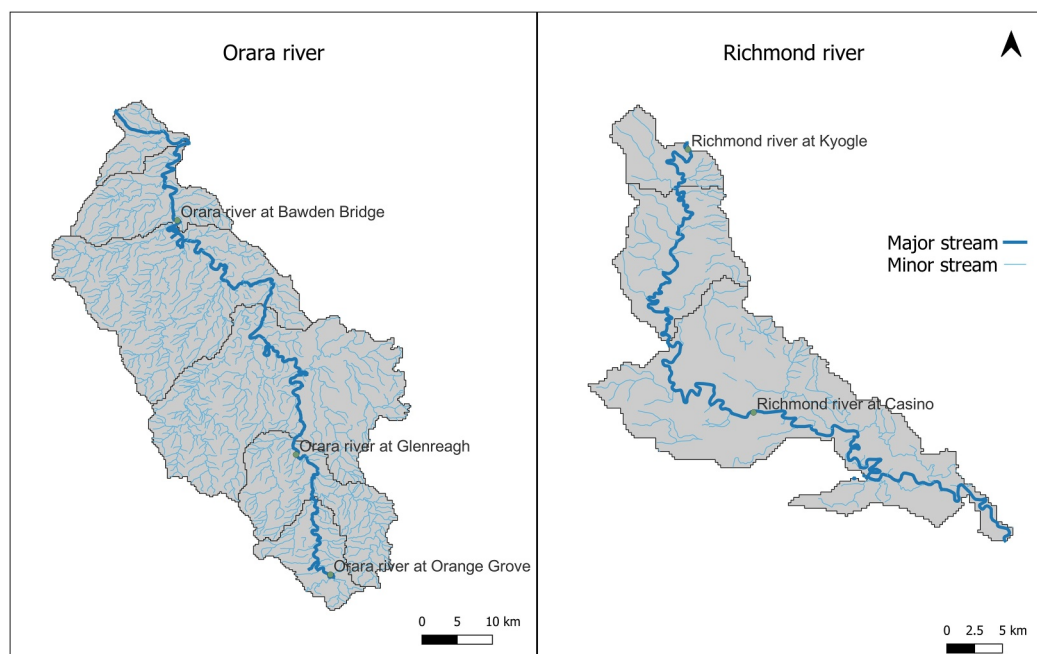 Orara river
Orara river at Bawden Bridge
Orara river at Glenreagh
Orara river at Orange Grove
0 5 10 km
Richmond river
Richmond river at Kyogle
Major stream
Minor stream
Richmond river at Casino
0 2.5 5 km